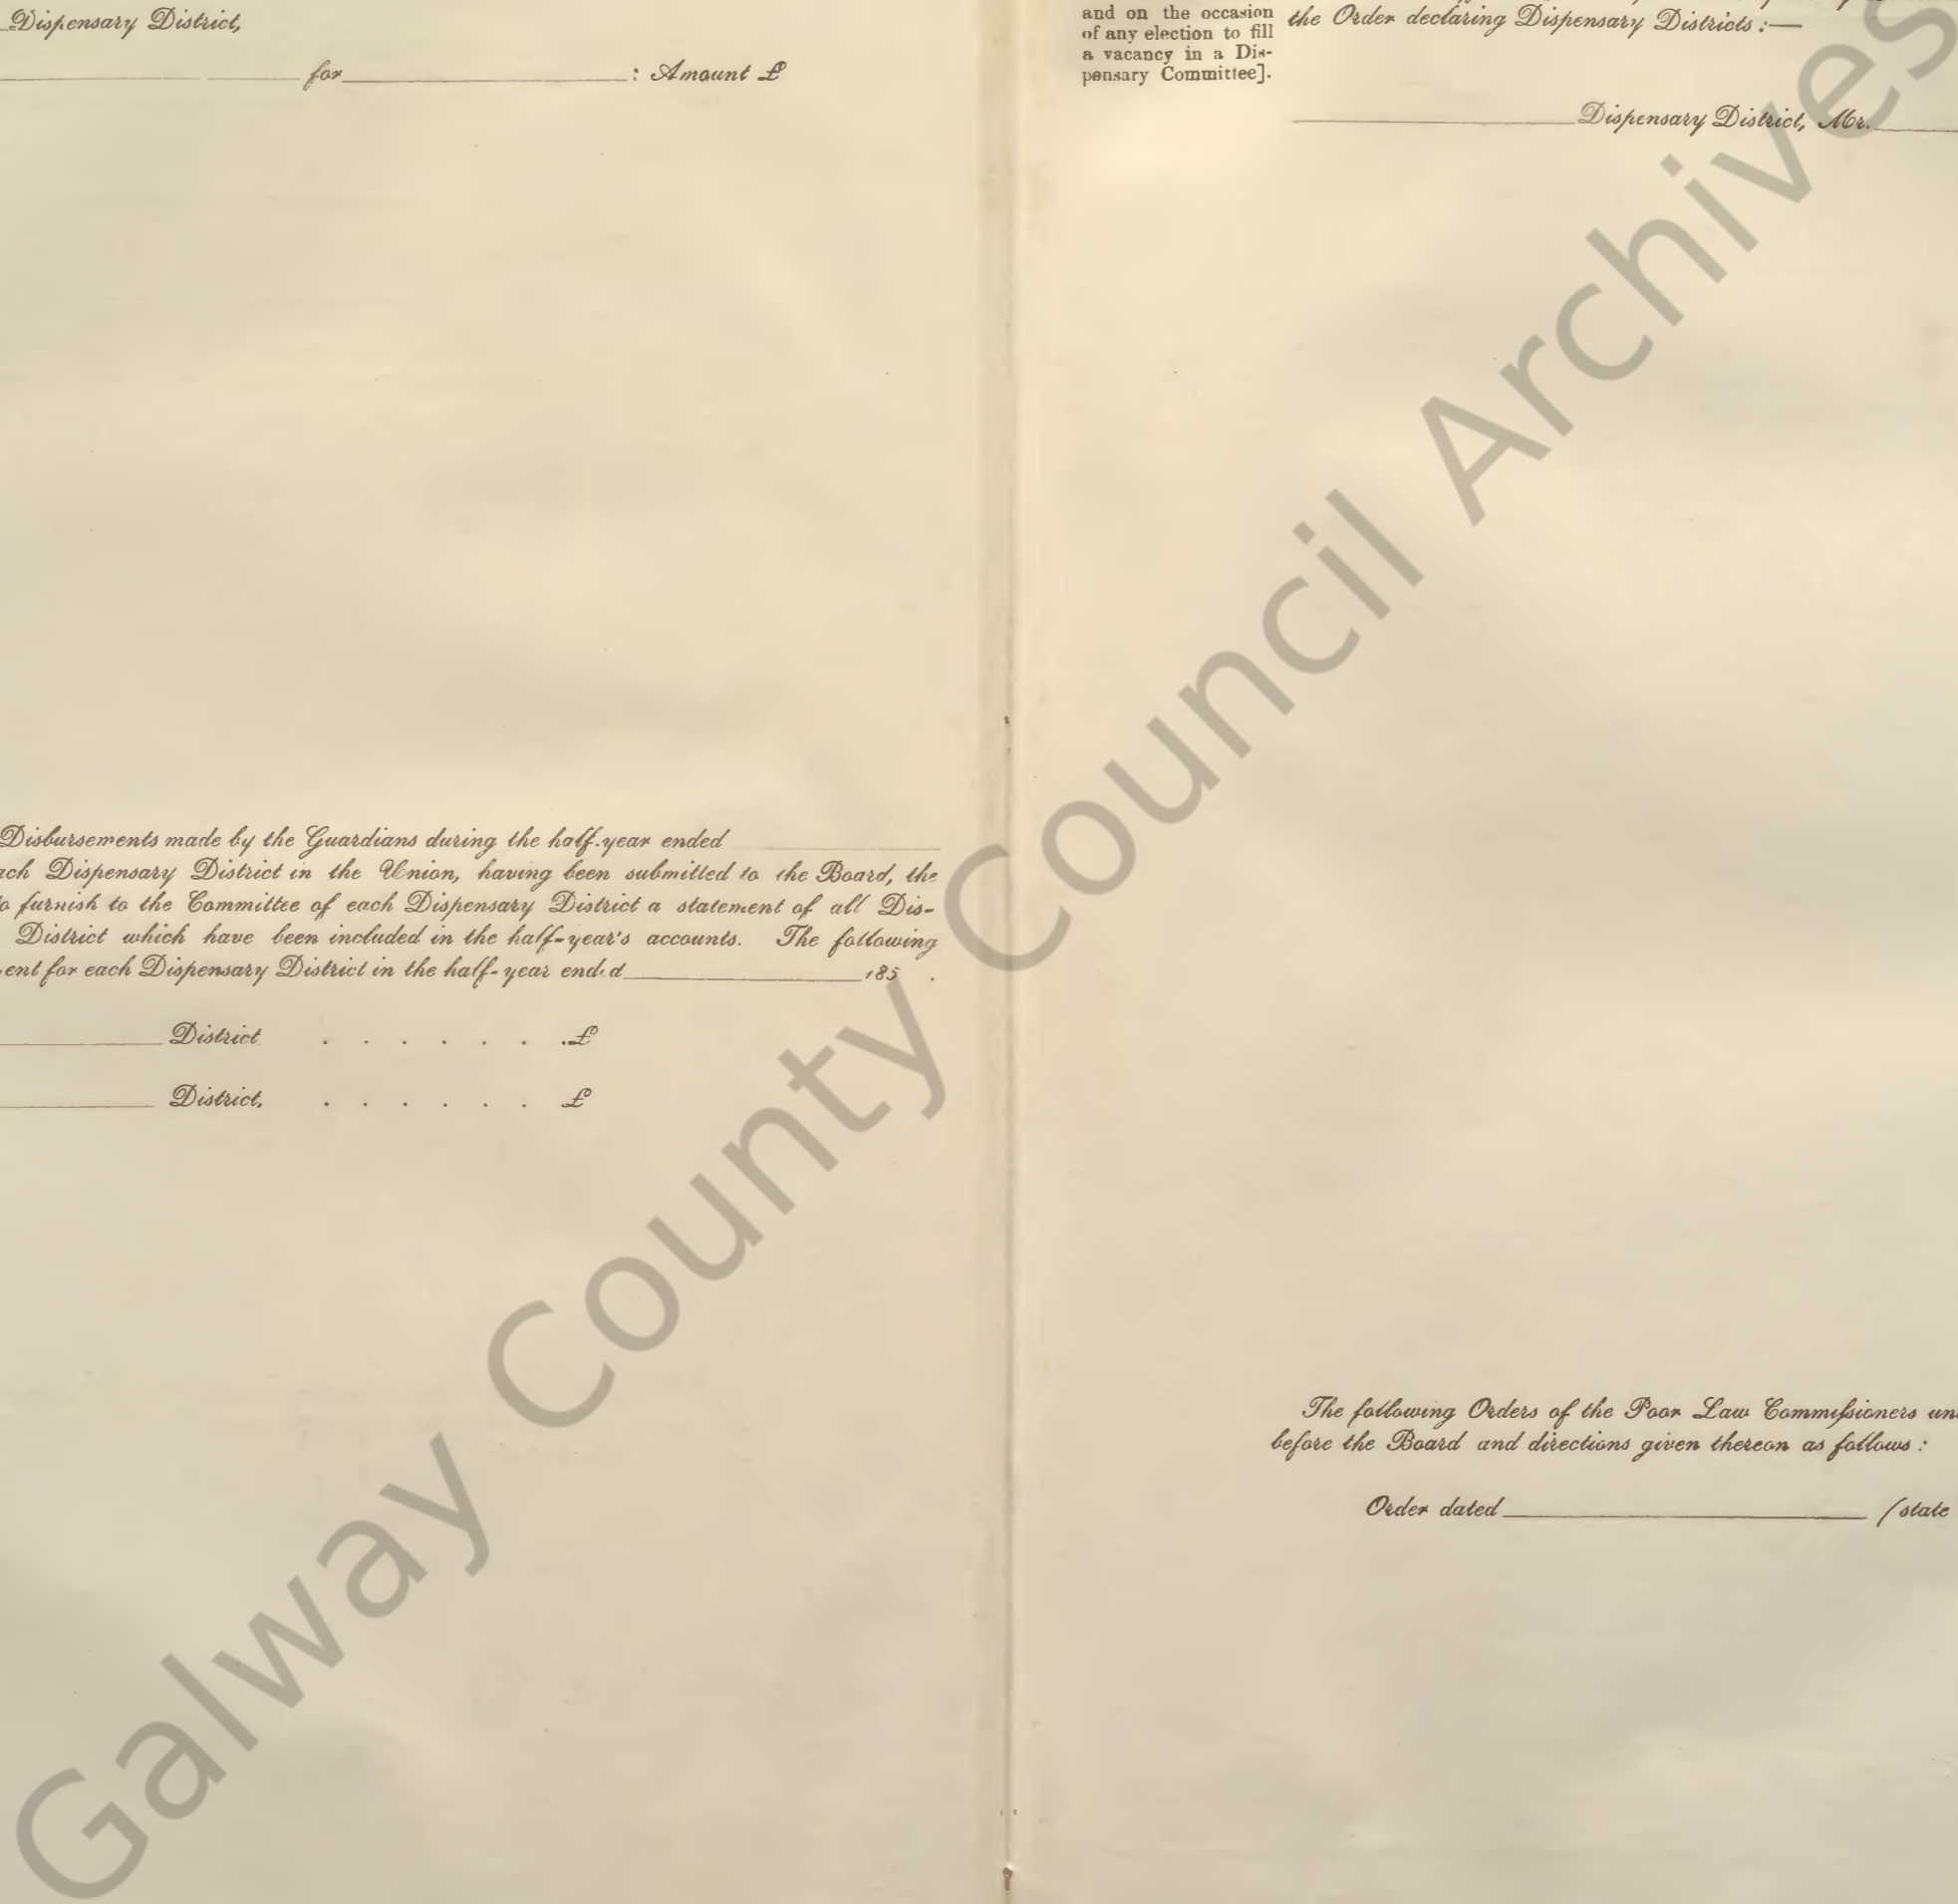 Dispensary District,
for : Amount £
Disbursements made by the Guardians during the half-year ended
ach Dispensary District in the Union, having been submitted to the Board, the
o furnish to the Committee of each Dispensary District a statement of all Dis-
District which have been included in the half-year's accounts. The following
ent for each Dispensary District in the half-year ended 185 .
District . . . . . . . £
District, . . . . . . £
and on the occasion
of any election to fill
a vacancy in a Dis-
pensary Committee].
the Order declaring Dispensary Districts :—
Dispensary District, Mr.
The following Orders of the Poor Law Commissioners un
before the Board and directions given thereon as follows :
Order dated (state
Galway County Council Archives